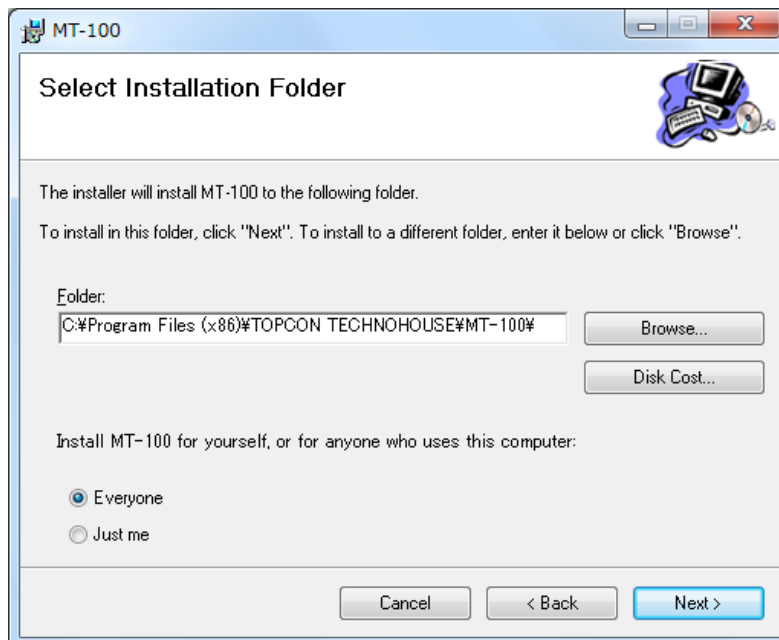 MT-100
Select Installation Folder
The installer will install MT-100 to the following folder.
To install in this folder, click "Next". To install to a different folder, enter it below or click "Browse".
Folder:
C:¥Program Files (x86)¥TOPCON TECHNOHOUSE¥MT-100¥
Browse...
Disk Cost...
Install MT-100 for yourself, or for anyone who uses this computer:
Everyone
Just me
Cancel
< Back
Next >